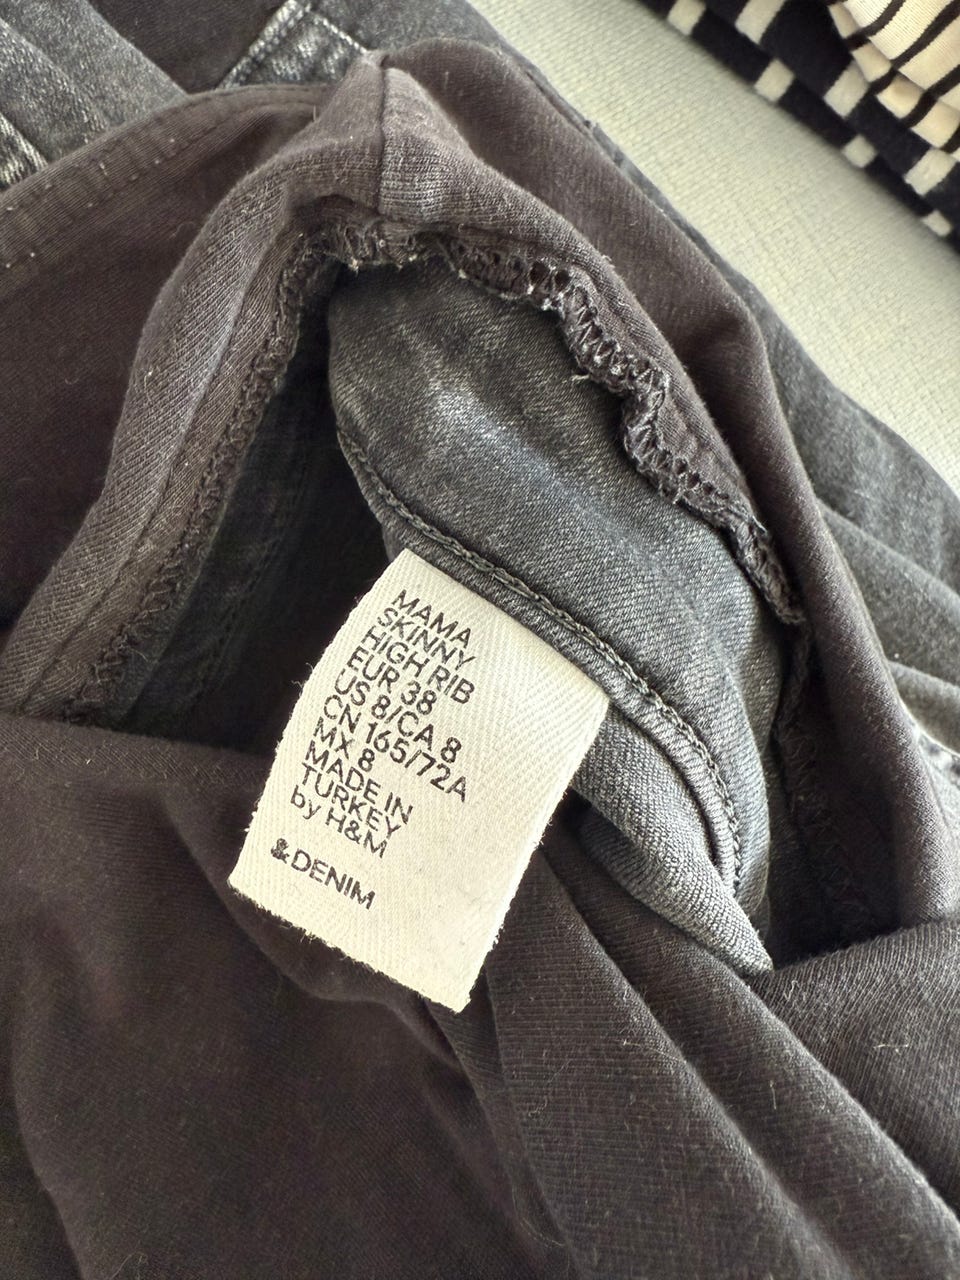 MAMA
SKINNY
HIGH RIB
EUR 38
US 8/CA 8
CN 165/72A
MX 8
MADE IN
TURKEY
by H&M
&DENIM